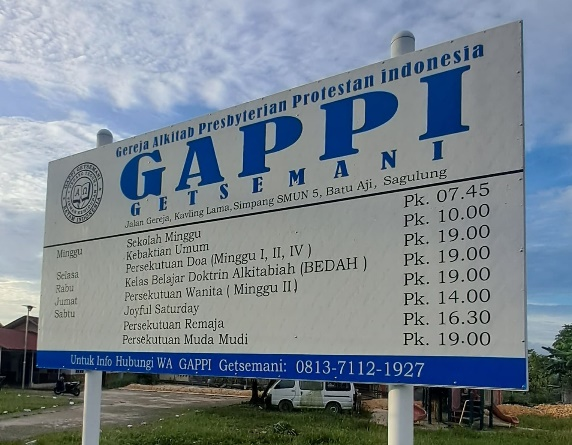 Gereja Alkitab Presbyterian Protestan indonesia
GAPPI
GETSEMANI
Jalan Gereja, Kavling Lama, Simpang SMUN 5, Batu Aji, Sagulung
Minggu Sekolah Minggu Pk. 07.45
Kebaktian Umum Pk. 10.00
Selasa Persekutuan Doa (Minggu I, II, IV ) Pk. 19.00
Rabu Kelas Belajar Doktrin Alkitabiah (BEDAH ) Pk. 19.00
Jumat Persekutuan Wanita ( Minggu II) Pk. 19.00
Sabtu Joyful Saturday Pk. 14.00
Persekutuan Remaja Pk. 16.30
Persekutuan Muda Mudi Pk. 19.00
Untuk Info Hubungi WA GAPPI Getsemani: 0813-7112-1927